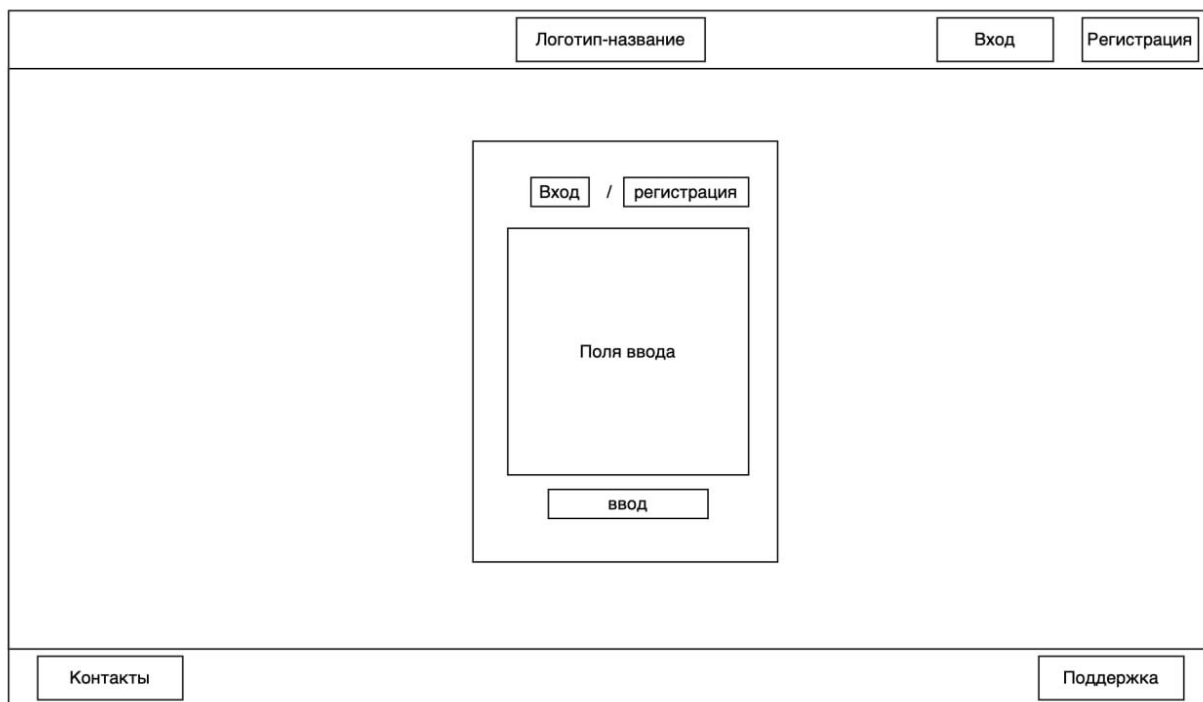 Логотип-название
Вход
Регистрация
Вход / регистрация
Поля ввода
ввод
Контакты
Поддержка